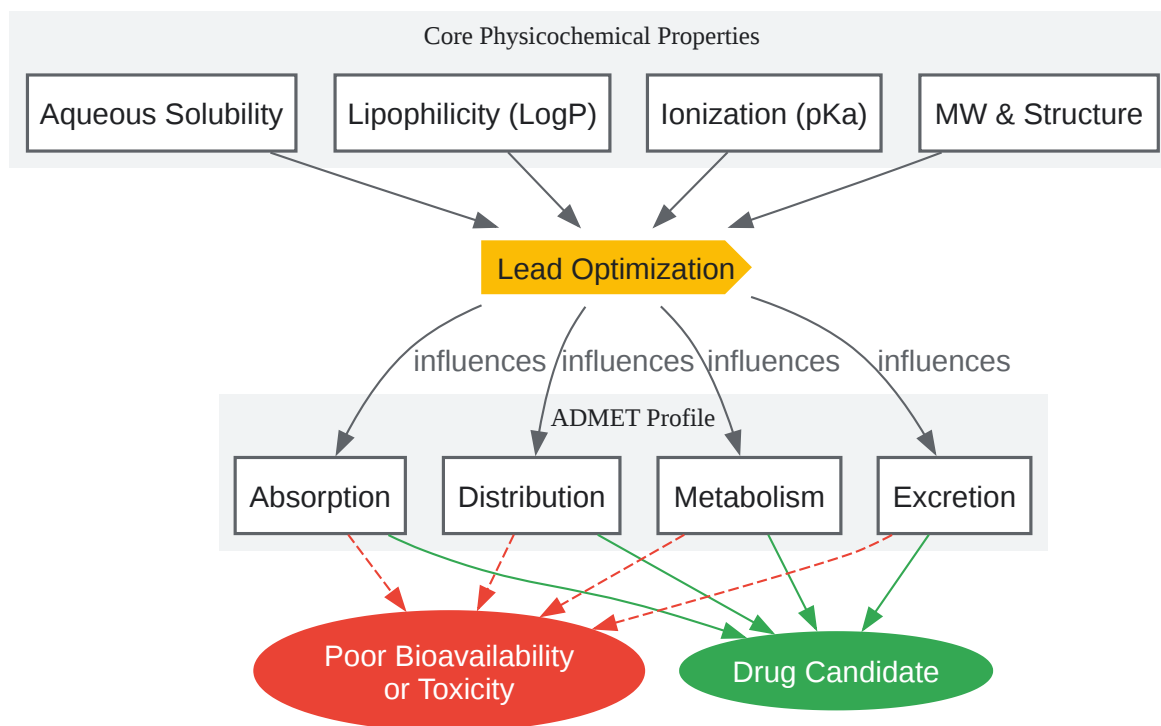 Core Physicochemical Properties
Aqueous Solubility
Lipophilicity (LogP)
Ionization (pKa)
MW & Structure
Lead Optimization
influences
influences
influences
influences
ADMET Profile
Absorption
Distribution
Metabolism
Excretion
Poor Bioavailability
or Toxicity
Drug Candidate